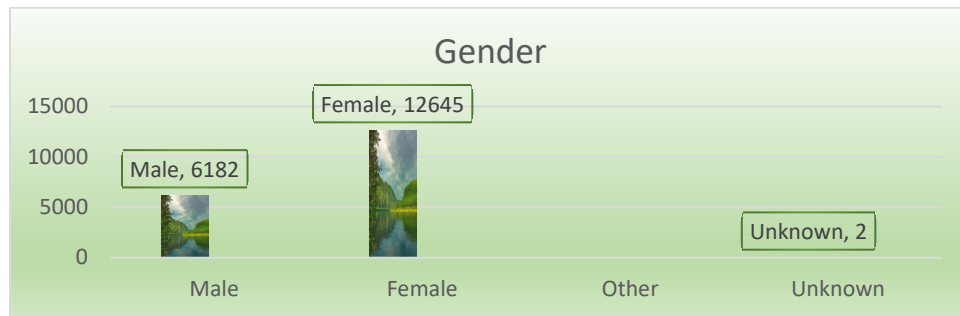 Gender
15000
Female, 12645
10000
Male, 6182
5000
Unknown, 2
0
Male
Female
Other
Unknown